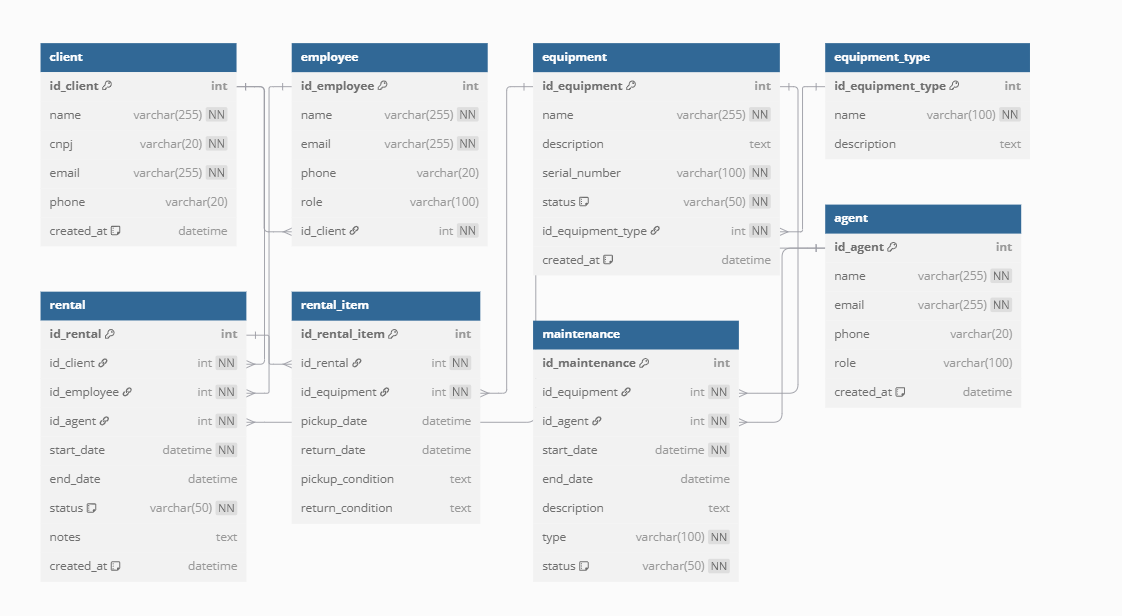 client
id_client int
name varchar(255) NN
cnpj varchar(20) NN
email varchar(255) NN
phone varchar(20)
created_at datetime
employee
id_employee int
name varchar(255) NN
email varchar(255) NN
phone varchar(20)
role varchar(100)
id_client int NN
equipment
id_equipment int
name varchar(255) NN
description text
serial_number varchar(100) NN
status varchar(50) NN
id_equipment_type int NN
created_at datetime
equipment_type
id_equipment_type int
name varchar(100) NN
description text
agent
id_agent int
name varchar(255) NN
email varchar(255) NN
phone varchar(20)
role varchar(100)
created_at datetime
rental
id_rental int
id_client int NN
id_employee int NN
id_agent int NN
start_date datetime NN
end_date datetime
status varchar(50) NN
notes text
created_at datetime
rental_item
id_rental_item int
id_rental int NN
id_equipment int NN
pickup_date datetime
return_date datetime
pickup_condition text
return_condition text
maintenance
id_maintenance int
id_equipment int NN
id_agent int NN
start_date datetime NN
end_date datetime
description text
type varchar(100) NN
status varchar(50) NN